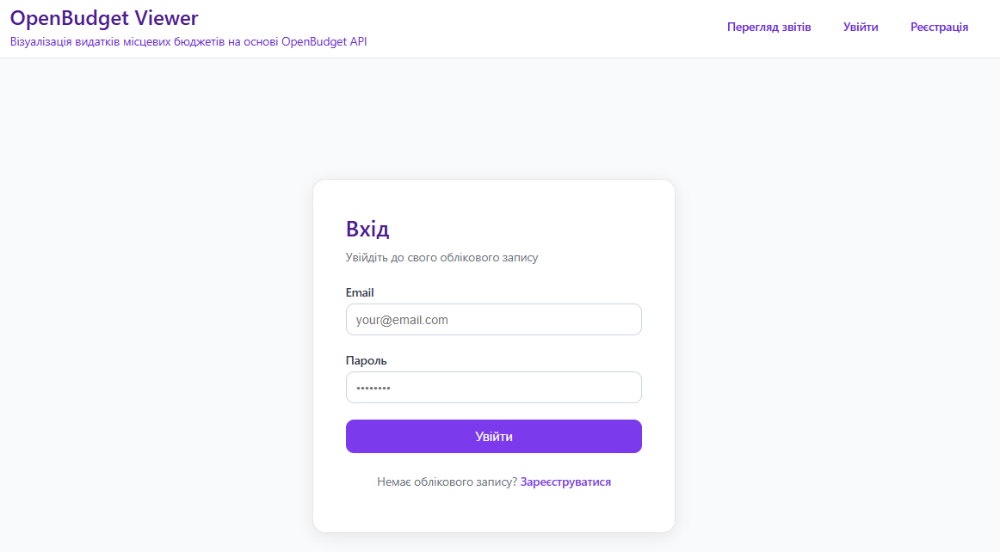 OpenBudget Viewer
Візуалізація видатків місцевих бюджетів на основі OpenBudget API
Перегляд звітів
Увійти
Реєстрація
Вхід
Увійдіть до свого облікового запису
Email
your@email.com
Пароль
••••••••
Увійти
Немає облікового запису? Зареєструватися